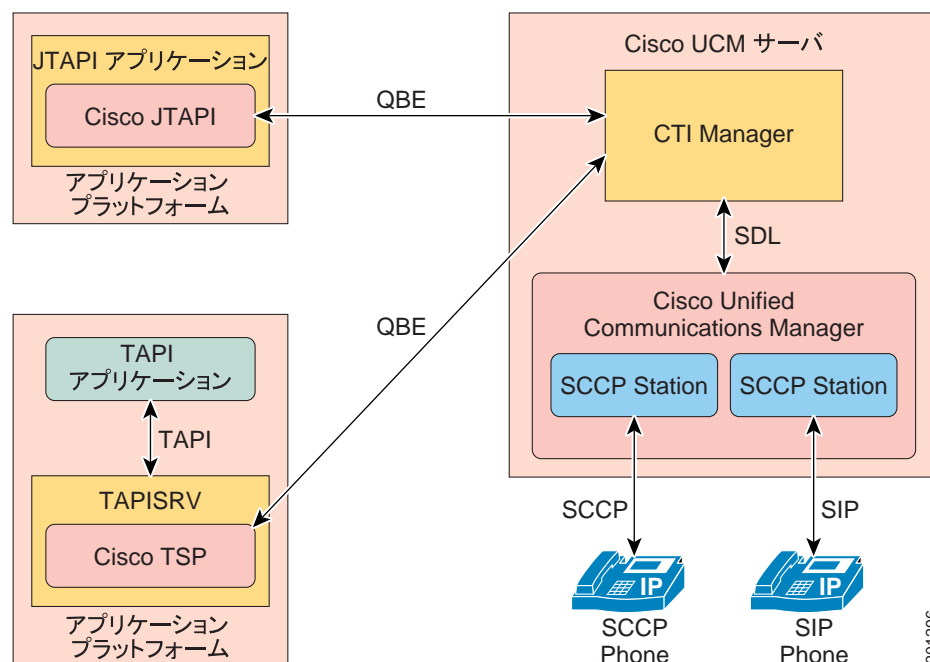 JTAPI アプリケーション
Cisco JTAPI
アプリケーション
プラットフォーム
QBE
Cisco UCM サーバ
CTI Manager
SDL
Cisco Unified
Communications Manager
SCCP Station
SCCP Station
QBE
TAPI
アプリケーション
TAPI
TAPISRV
Cisco TSP
アプリケーション
プラットフォーム
SCCP
SIP
IP
IP
SCCP
Phone
SIP
Phone